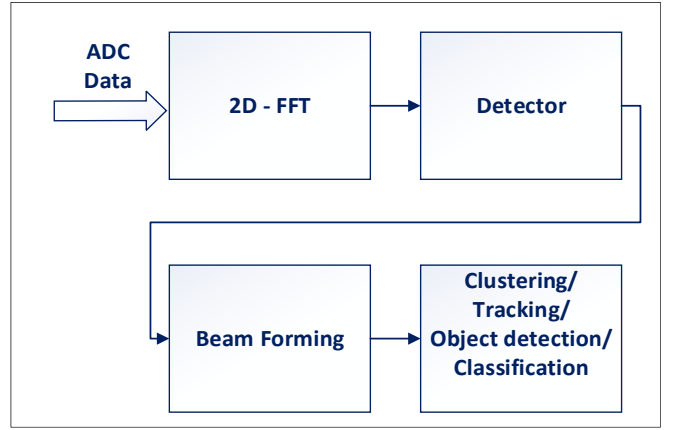 ADC
Data
2D - FFT
Detector
Beam Forming
Clustering/
Tracking/
Object detection/
Classification